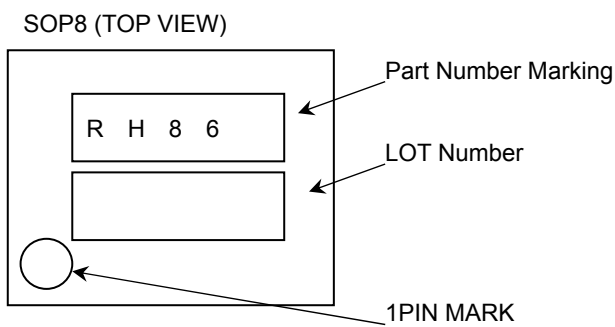 SOP8 (TOP VIEW)
Part Number Marking
R H 8 6
LOT Number
1PIN MARK